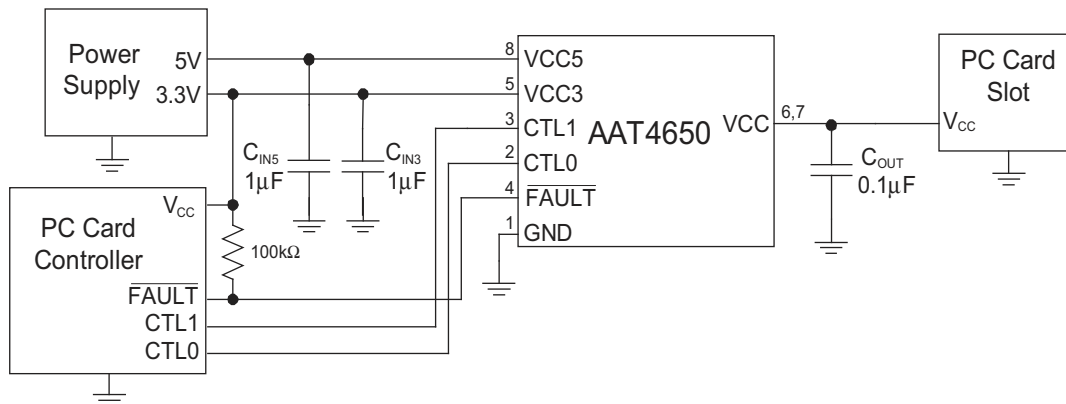 Power
Supply
5V
3.3V
8
VCC5
5
VCC3
3
CTL1
2
CTL0
4
FAULT
1
GND
AAT4650
VCC
6,7
PC Card
Slot
VCC
CIN5
1μF
CIN3
1μF
COUT
0.1μF
PC Card
Controller
VCC
100kΩ
FAULT
CTL1
CTL0